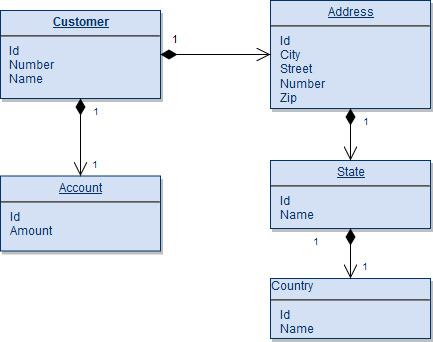 Customer
Id
Number
Name
1
1
1
Account
Id
Amount
Address
Id
City
Street
Number
Zip
1
1
State
Id
Name
1
1
Country
Id
Name